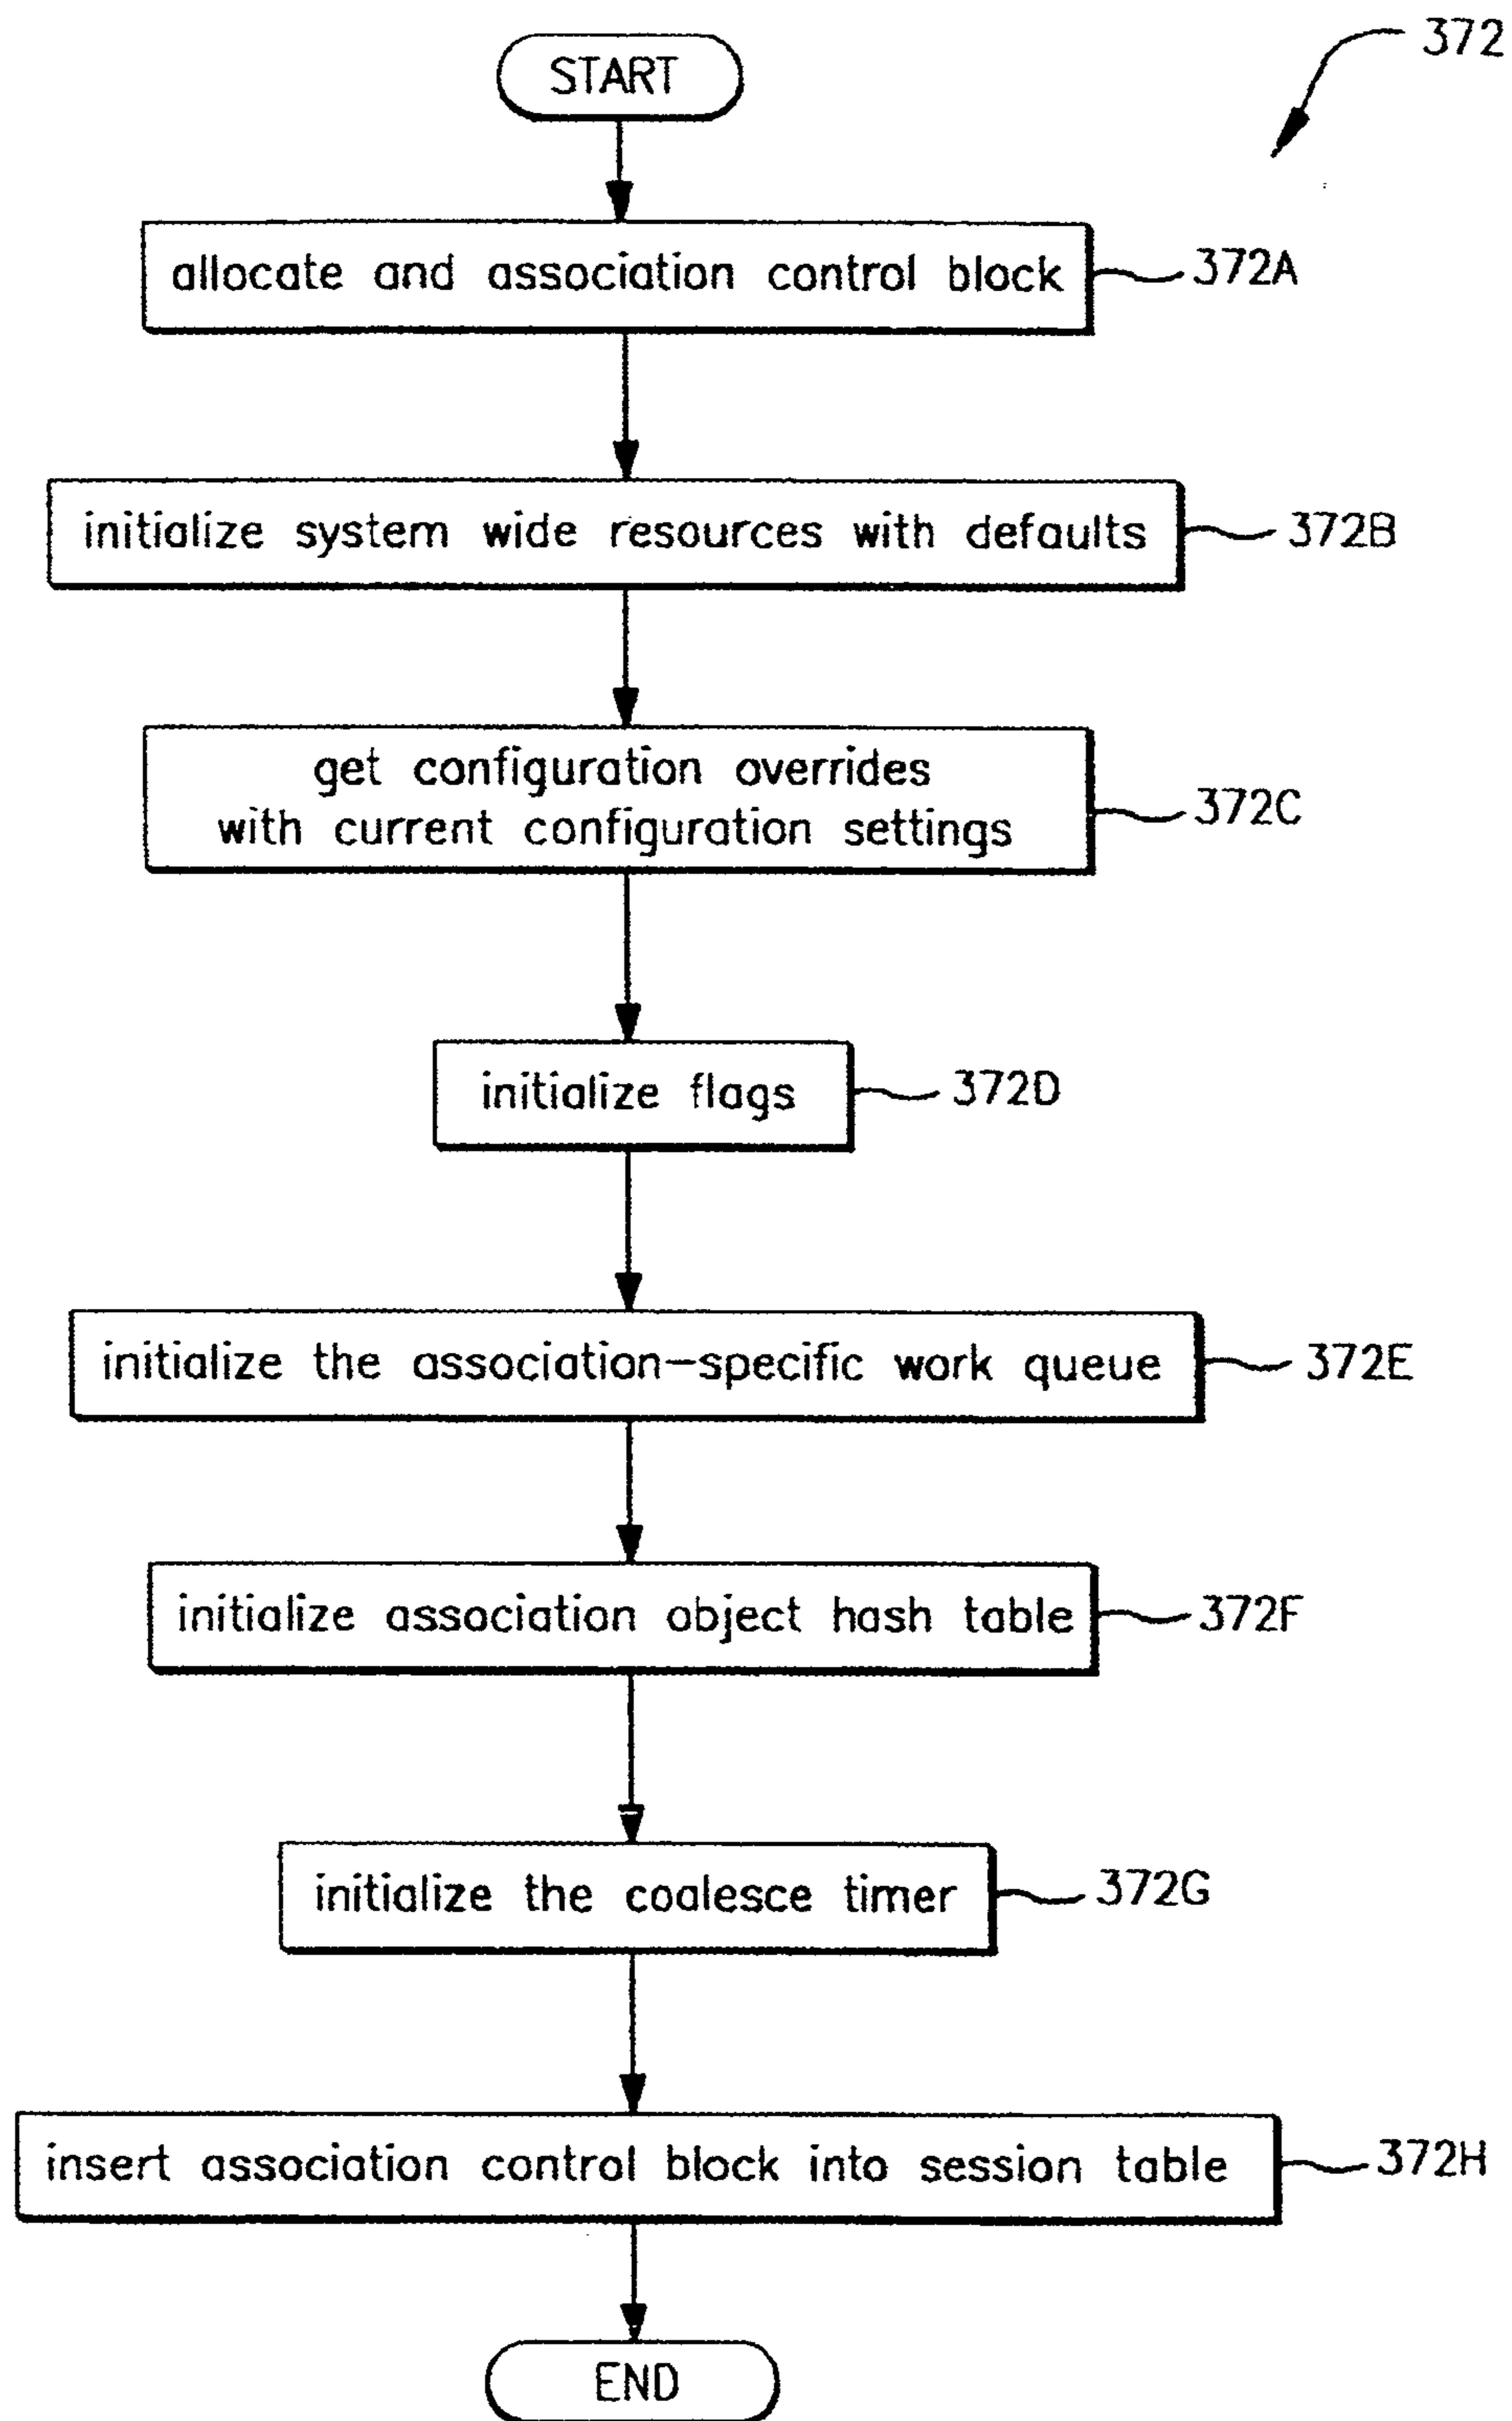 372
START
allocate and association control block
372A
initialize system wide resources with defaults
372B
get configuration overrides
with current configuration settings
372C
initialize flags
372D
initialize the association-specific work queue
372E
initialize association object hash table
372F
initialize the coalesce timer
372G
insert association control block into session table
372H
END